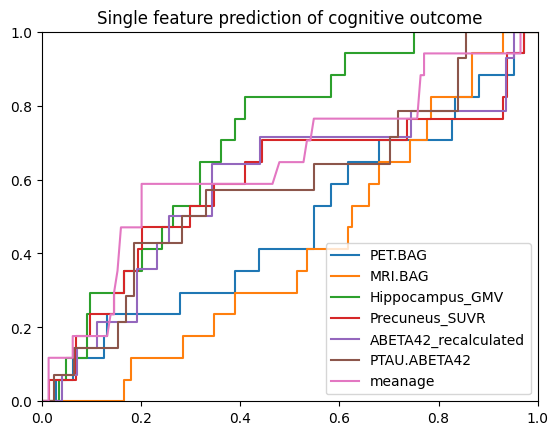 Single feature prediction of cognitive outcome
1.0
0.8
0.6
0.4
0.2
0.0
PET.BAG
MRI.BAG
Hippocampus_GMV
Precuneus_SUVR
ABETA42_recalculated
PTAU.ABETA42
meanage
0.0 0.2 0.4 0.6 0.8 1.0